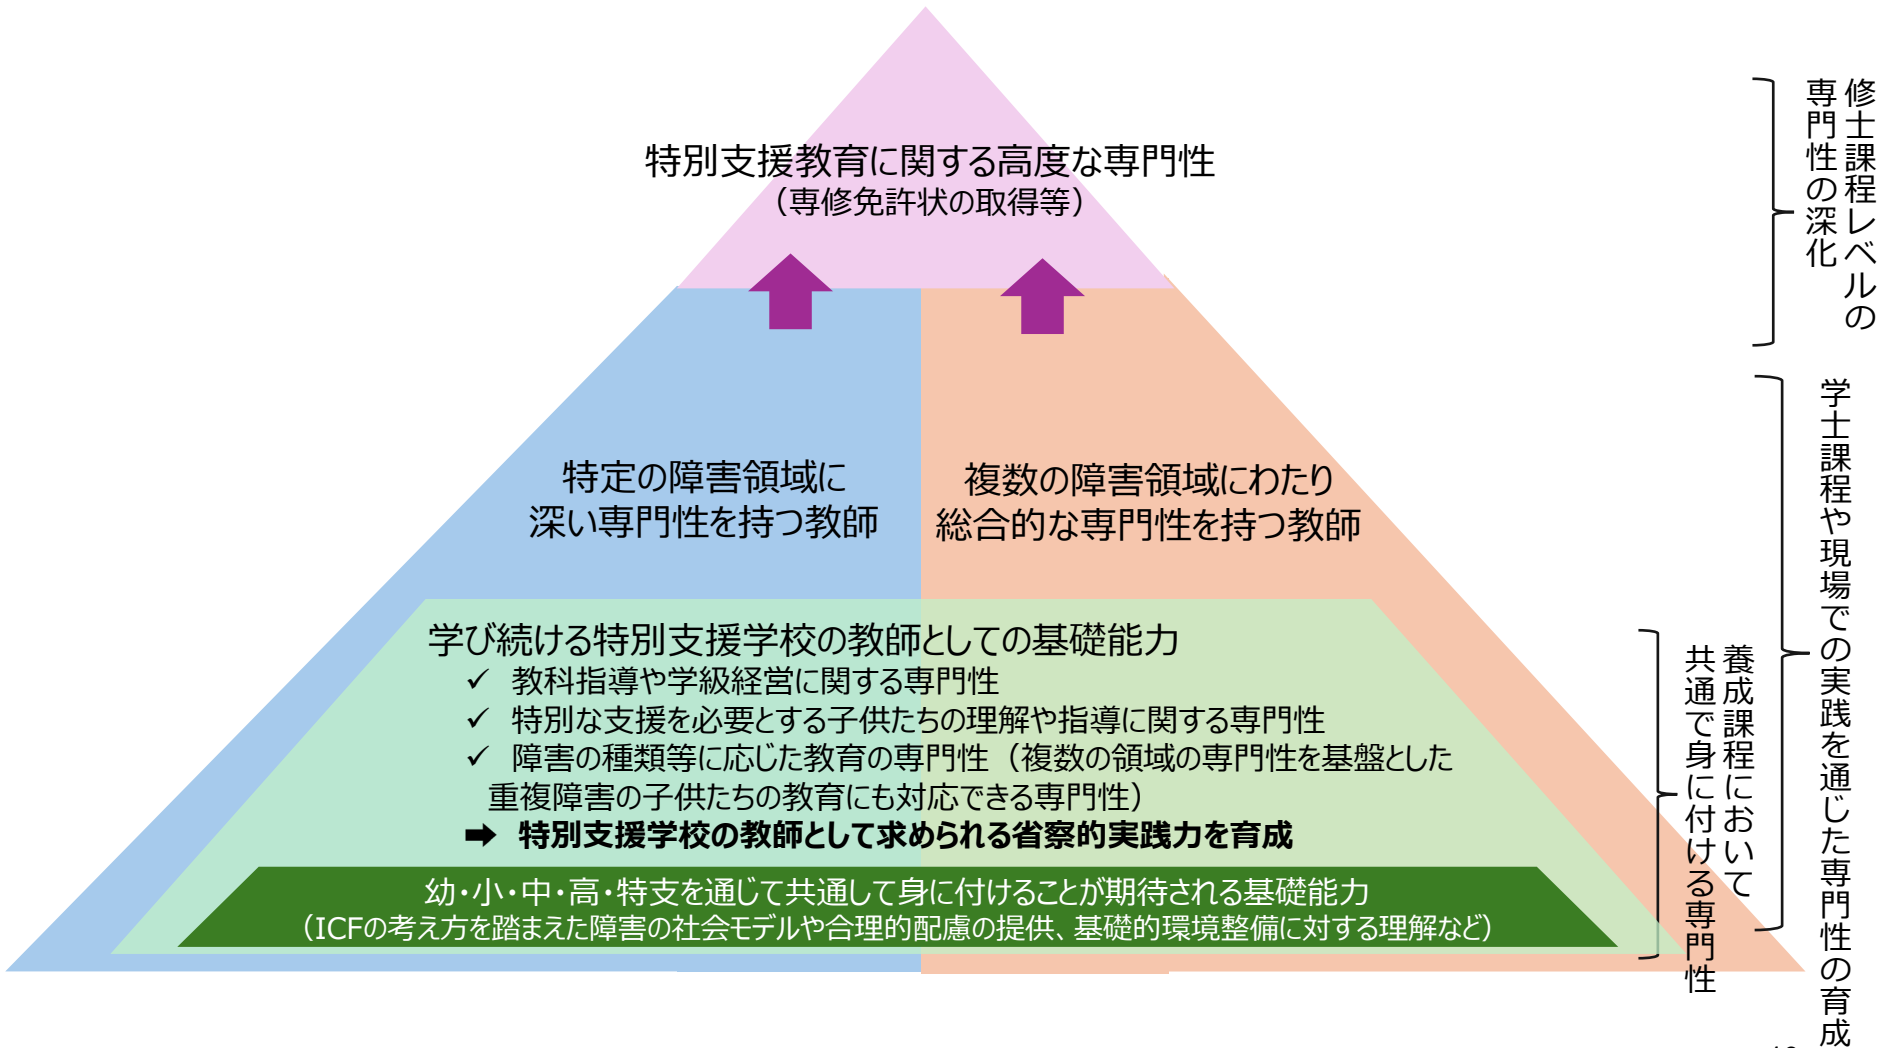 特別支援教育に関する高度な専門性
（専修免許状の取得等）
特定の障害領域に
深い専門性を持つ教師
複数の障害領域にわたり
総合的な専門性を持つ教師
学び続ける特別支援学校の教師としての基礎能力
✓ 教科指導や学級経営に関する専門性
✓ 特別な支援を必要とする子供たちの理解や指導に関する専門性
✓ 障害の種類等に応じた教育の専門性（複数の領域の専門性を基盤とした
重複障害の子供たちの教育にも対応できる専門性）
➡ 特別支援学校の教師として求められる省察的実践力を育成
幼・小・中・高・特支を通じて共通して身に付けることが期待される基礎能力
（ICFの考え方を踏まえた障害の社会モデルや合理的配慮の提供、基礎的環境整備に対する理解など）
修士課程レベルの
専門性の深化
学士課程や現場での実践を通じた専門性の育成
養成課程において
共通で身に付ける専門性